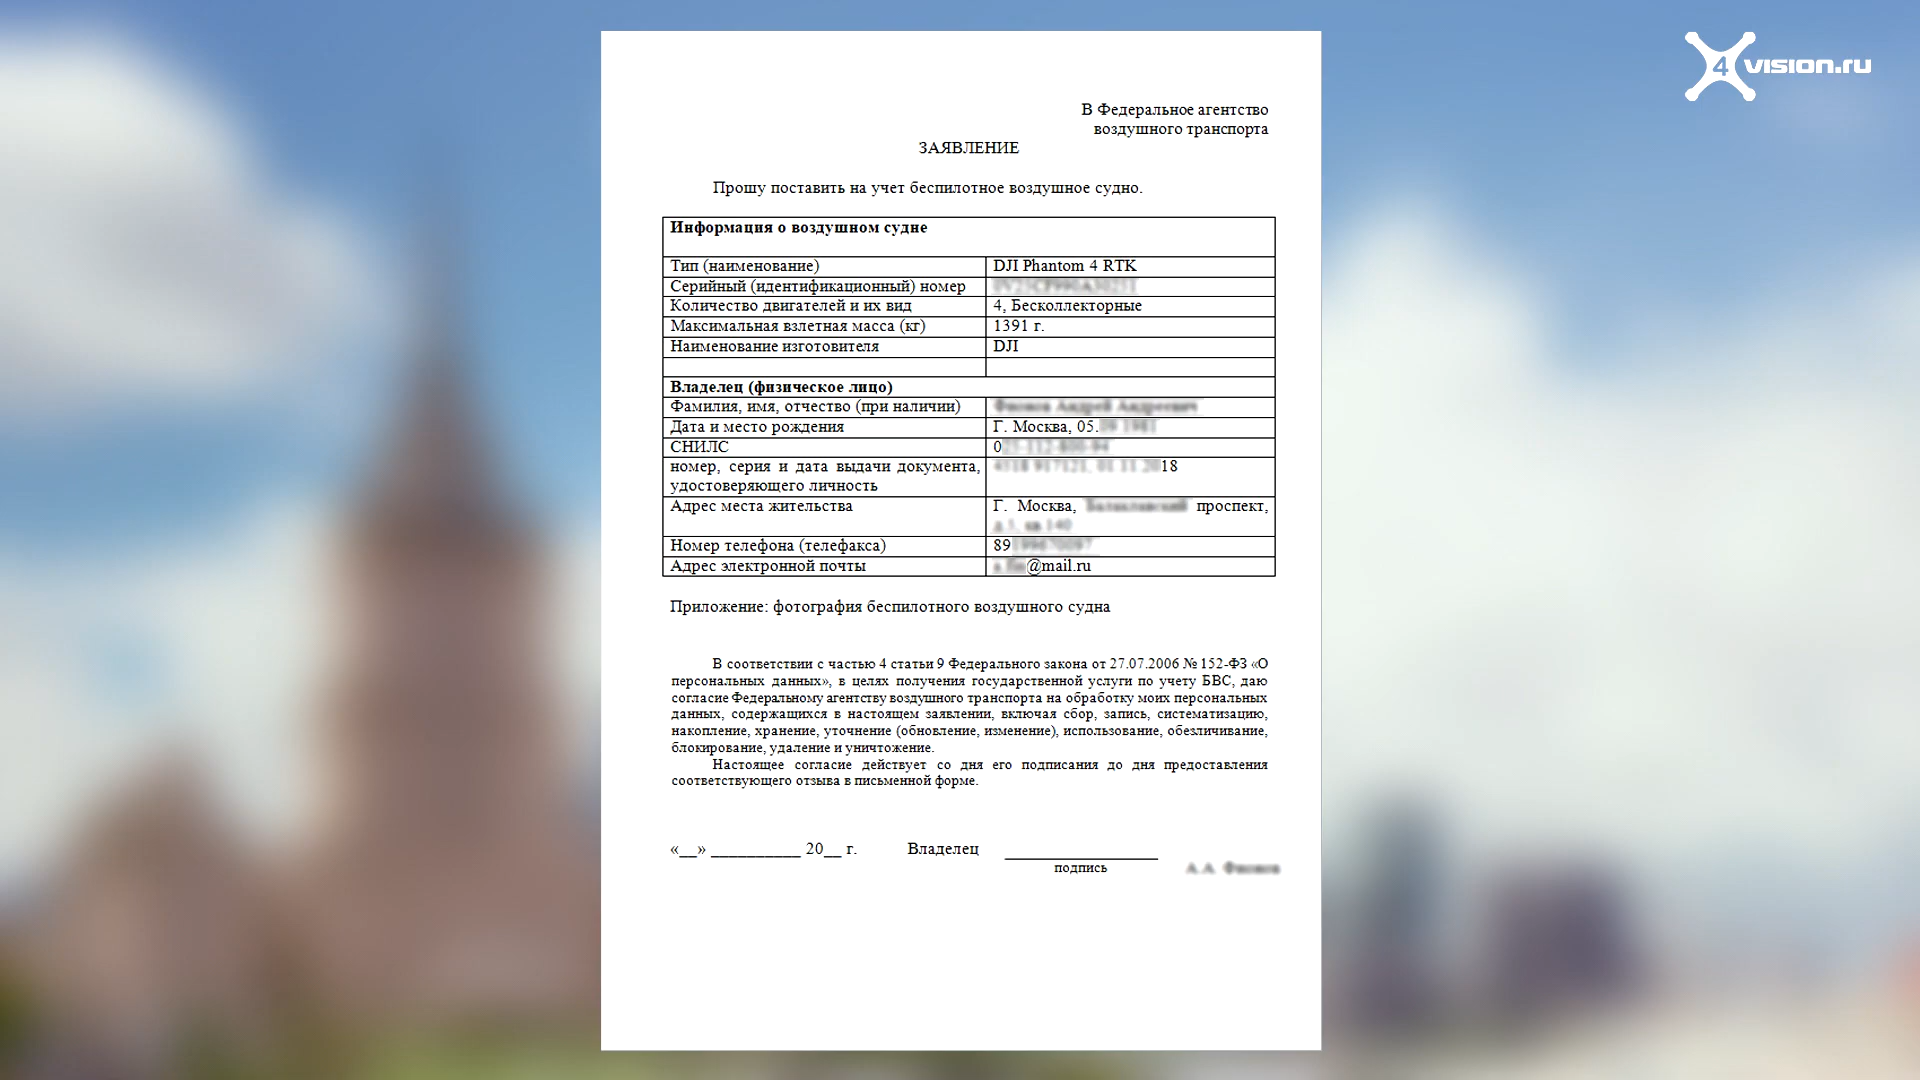 4vision.ru
В Федеральное агентство
воздушного транспорта
ЗАЯВЛЕНИЕ
Прошу поставить на учет беспилотное воздушное судно.
Информация о воздушном судне
Тип (наименование) DJI Phantom 4 RTK
Серийный (идентификационный) номер
Количество двигателей и их вид 4, Бесколлекторные
Максимальная взлетная масса (кг) 1391 г.
Наименование изготовителя DJI
Владелец (физическое лицо)
Фамилия, имя, отчество (при наличии)
Дата и место рождения Г. Москва, 05.
СНИЛС 0
номер, серия и дата выдачи документа, 18
удостоверяющего личность
Адрес места жительства Г. Москва, проспект,
Номер телефона (телефакса) 89
Адрес электронной почты @mail.ru
Приложение: фотография беспилотного воздушного судна
В соответствии с частью 4 статьи 9 Федерального закона от 27.07.2006 № 152-ФЗ «О
персональных данных», в целях получения государственной услуги по учету БВС, даю
согласие Федеральному агентству воздушного транспорта на обработку моих персональных
данных, содержащихся в настоящем заявлении, включая сбор, запись, систематизацию,
накопление, хранение, уточнение (обновление, изменение), использование, обезличивание,
блокирование, удаление и уничтожение.
Настоящее согласие действует со дня его подписания до дня предоставления
соответствующего отзыва в письменной форме.
«__» __________ 20__ г. Владелец
подпись